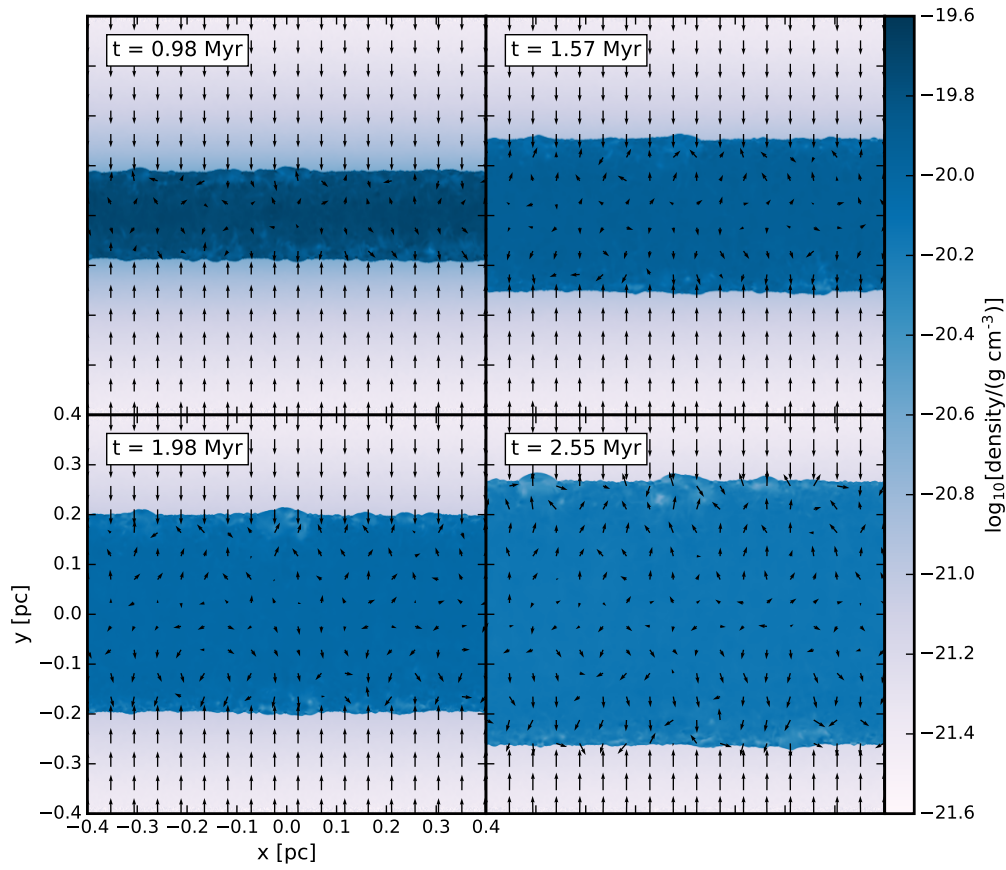 t = 0.98 Myr
t = 1.57 Myr
t = 1.98 Myr
t = 2.55 Myr
0.4
0.3
0.2
0.1
0.0
−0.1
−0.2
−0.3
−0.4
y [pc]
−0.4 −0.3 −0.2 −0.1 0.0 0.1 0.2 0.3 0.4
x [pc]
−19.6
−19.8
−20.0
−20.2
−20.4
−20.6
−20.8
−21.0
−21.2
−21.4
−21.6
log₁₀[density/(g cm⁻³)]